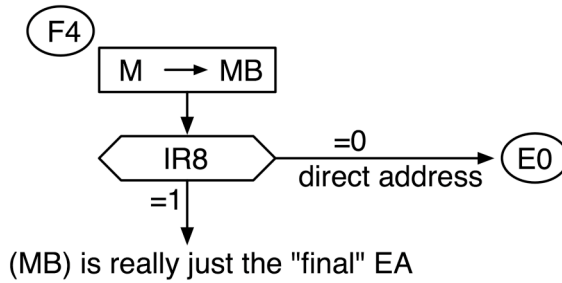 F4
M → MB
IR8
=0
direct address
E0
=1
(MB) is really just the "final" EA